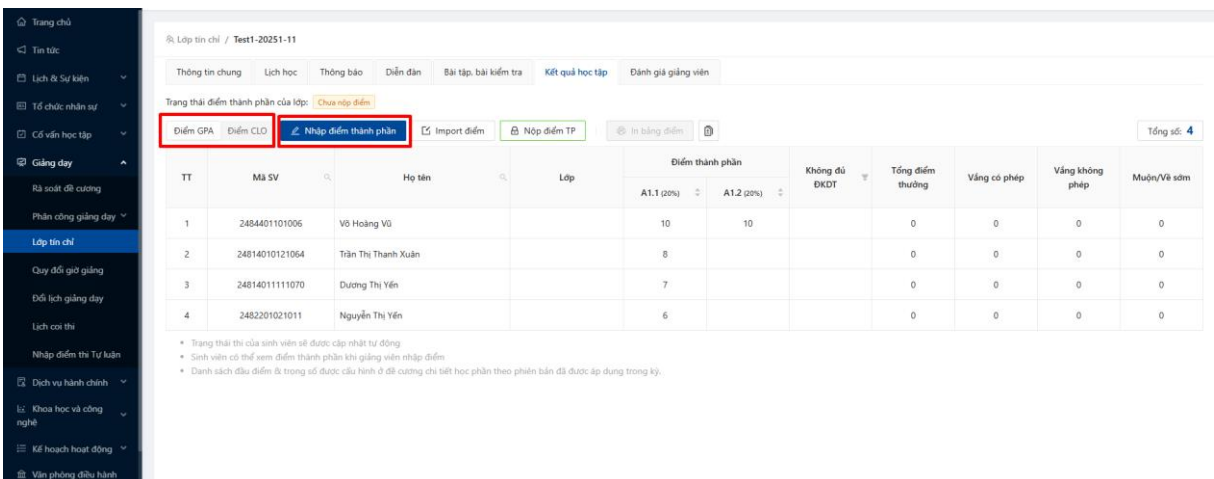 Trang chủ
Tin tức
Lịch & Sự kiện
Tổ chức nhân sự
Cố vấn học tập
Giảng dạy
Rà soát đề cương
Phân công giảng dạy
Lớp tín chỉ
Quy đổi giờ giảng
Đổi lịch giảng dạy
Lịch coi thi
Nhập điểm thi Tự luận
Dịch vụ hành chính
Khoa học và công
nghệ
Kế hoạch hoạt động
Văn phòng điều hành
Lớp tín chỉ / Test1-20251-11
Thông tin chung Lịch học Thông báo Diễn đàn Bài tập, bài kiểm tra Kết quả học tập Đánh giá giảng viên
Trạng thái điểm thành phần của lớp: Chưa nộp điểm
Điểm GPA Điểm CLO Nhập điểm thành phần Import điểm Nộp điểm TP In bảng điểm Tổng số: 4
TT Mã SV Họ tên Lớp Điểm thành phần Không đủ ĐKDT Tổng điểm thưởng Vắng có phép Vắng không phép Muộn/Về sớm
A1.1 (20%) A1.2 (20%)
1 2484401101006 Võ Hoàng Vũ 10 10 0 0 0 0
2 24814010121064 Trần Thị Thanh Xuân 8 0 0 0 0
3 24814011111070 Dương Thị Yến 7 0 0 0 0
4 2482201021011 Nguyễn Thị Yến 6 0 0 0 0
Trạng thái thi của sinh viên sẽ được cập nhật tự động
Sinh viên có thể xem điểm thành phần khi giảng viên nhập điểm
Danh sách đầu điểm & trọng số được cấu hình ở đề cương chi tiết học phần theo phiên bản đã được áp dụng trong kỳ.